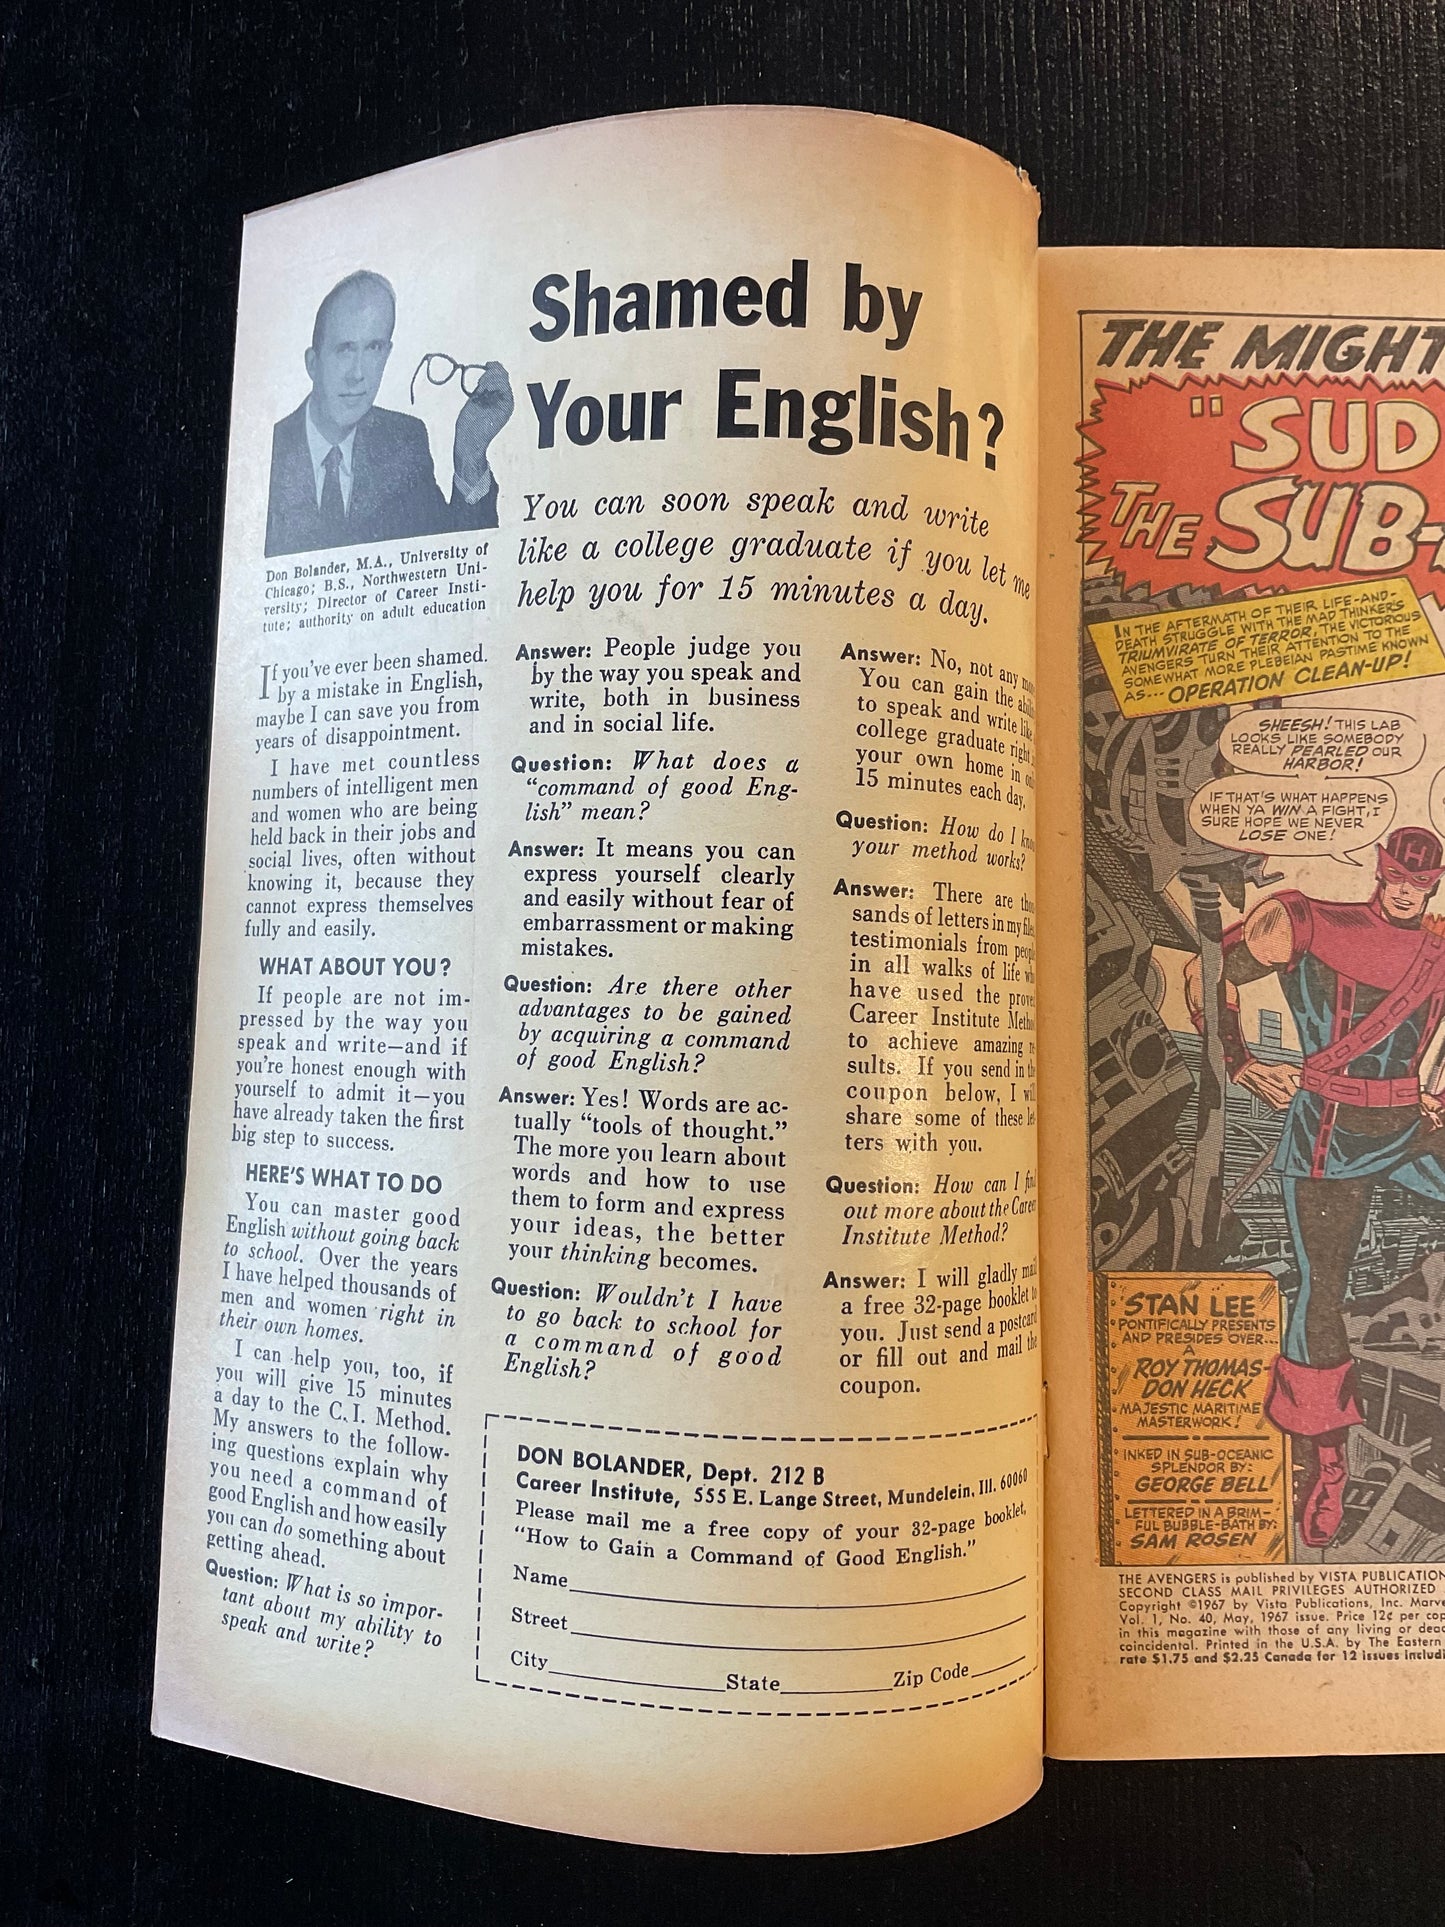 Shamed by
Your English?
You can soon speak and write
like a college graduate if you let me
help you for 15 minutes a day.
Don Bolander, M.A., University of
Chicago; B.S., Northwestern Uni-
versity; Director of Career Insti-
tute; authority on adult education
If you've ever been shamed
by a mistake in English,
maybe I can save you from
years of disappointment.
I have met countless
numbers of intelligent men
and women who are being
held back in their jobs and
social lives, often without
knowing it, because they
cannot express themselves
fully and easily.
WHAT ABOUT YOU?
If people are not im-
pressed by the way you
speak and write—and if
you're honest enough with
yourself to admit it—you
have already taken the first
big step to success.
HERE'S WHAT TO DO
You can master good
English without going back
to school. Over the years
I have helped thousands of
men and women right in
their own homes.
I can help you, too, if
you will give 15 minutes
a day to the C. I. Method.
My answers to the follow-
ing questions explain why
you need a command of
good English and how easily
you can do something about
getting ahead.
Question: What is so impor-
tant about my ability to
speak and write?
Answer: People judge you
by the way you speak and
write, both in business
and in social life.
Question: What does a
"command of good Eng-
lish" mean?
Answer: It means you can
express yourself clearly
and easily without fear of
embarrassment or making
mistakes.
Question: Are there other
advantages to be gained
by acquiring a command
of good English?
Answer: Yes! Words are ac-
tually "tools of thought."
The more you learn about
words and how to use
them to form and express
your ideas, the better
your thinking becomes.
Question: Wouldn't I have
to go back to school for
a command of good
English?
Answer: No, not any
You can gain the
to speak and write like
college graduate right
your own home in
15 minutes each day.
Question: How do I
your method works?
Answer: There are
sands of letters in my
testimonials from
in all walks of life
have used the
Career Institute
to achieve amazing
sults. If you send in
coupon below, I
share some of these
ters with you.
Question: How can I
out more about the
Institute Method?
Answer: I will gladly
a free 32-page booklet
you. Just send a postcard
or fill out and mail the
coupon.
DON BOLANDER, Dept. 212 B
Career Institute, 555 E. Lange Street, Mundelein, Ill. 60060
Please mail me a free copy of your 32-page booklet,
"How to Gain a Command of Good English."
Name
Street
City State Zip Code
THE MIGHT
"SUD
THE SUB-
IN THE AFTERMATH OF THEIR LIFE-AND-
DEATH STRUGGLE WITH THE MAD THINKER'S
TRIUMVIRATE OF TERROR, THE VICTORIOUS
AVENGERS TURN THEIR ATTENTION TO THE
SOMEWHAT MORE PLEBEIAN PASTIME KNOWN
AS... OPERATION CLEAN-UP!
SHEESH! THIS LAB
LOOKS LIKE SOMEBODY
REALLY PEARLED OUR
HARBOR!
IF THAT'S WHAT HAPPENS
WHEN YA WIN A FIGHT, I
SURE HOPE WE NEVER
LOSE ONE!
H
STAN LEE
PONTIFICALLY PRESENTS
AND PRESIDES OVER...
A
ROY THOMAS-
DON HECK
MAJESTIC MARITIME
MASTERWORK!
INKED IN SUB-OCEANIC
SPLENDOR BY:
GEORGE BELL
LETTERED IN A BRIM-
FUL BUBBLE-BATH BY:
SAM ROSEN
THE AVENGERS is published by VISTA PUBLICATION
SECOND CLASS MAIL PRIVILEGES AUTHORIZED
Copyright ©1967 by Vista Publications, Inc. Marve
Vol. 1, No. 40, May, 1967 issue. Price 12¢ per cop
in this magazine with those of any living or dead
coincidental. Printed in the U.S.A. by The Eastern
rate $1.75 and $2.25 Canada for 12 issues includi